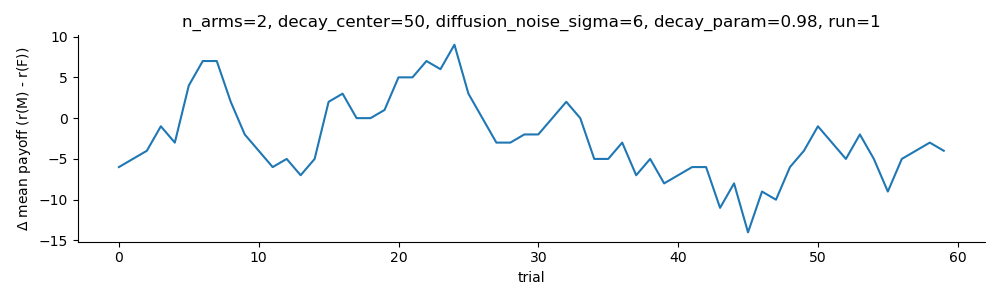 n_arms=2, decay_center=50, diffusion_noise_sigma=6, decay_param=0.98, run=1
Δ mean payoff (r(M) - r(F))
10
5
0
−5
−10
−15
0 10 20 30 40 50 60
trial